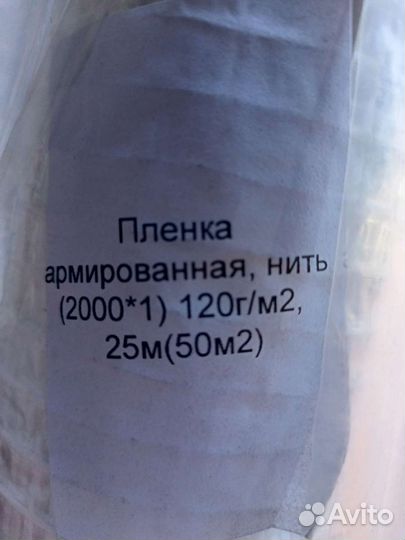 Пленка
армированная, нить
(2000*1) 120г/м2,
25м(50м2)
Avito